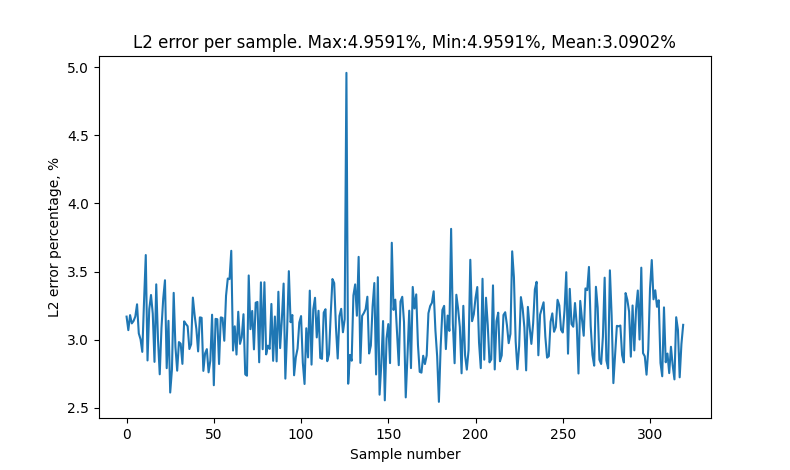 L2 error per sample. Max:4.9591%, Min:4.9591%, Mean:3.0902%
5.0
4.5
4.0
3.5
3.0
2.5
L2 error percentage, %
0 50 100 150 200 250 300
Sample number